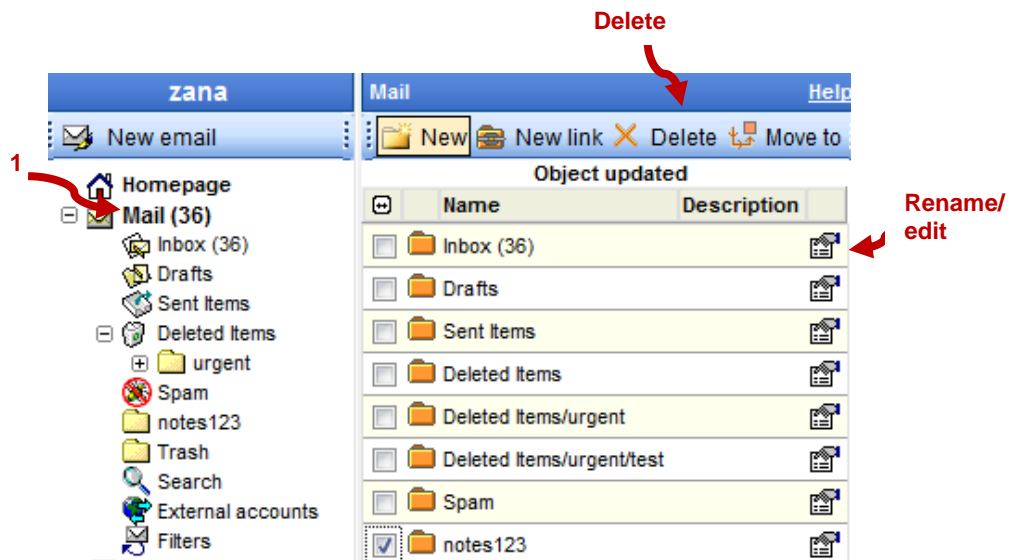 Delete
zana
Mail
Help
New email
New
New link
Delete
Move to
1
Object updated
Homepage
Mail (36)
Name
Description
Rename/
edit
Inbox (36)
Inbox (36)
Drafts
Drafts
Sent Items
Sent Items
Deleted Items
urgent
Deleted Items
Spam
notes123
Deleted Items/urgent
Trash
Deleted Items/urgent/test
Search
Spam
External accounts
Filters
notes123